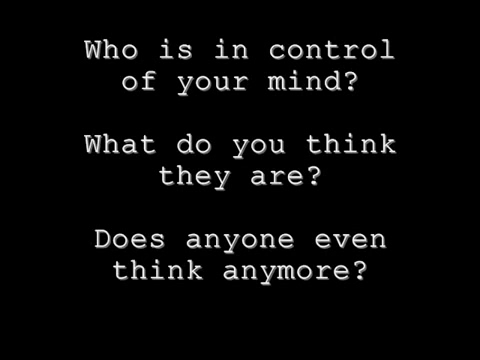 Who is in control
of your mind?
What do you think
they are?
Does anyone even
think anymore?